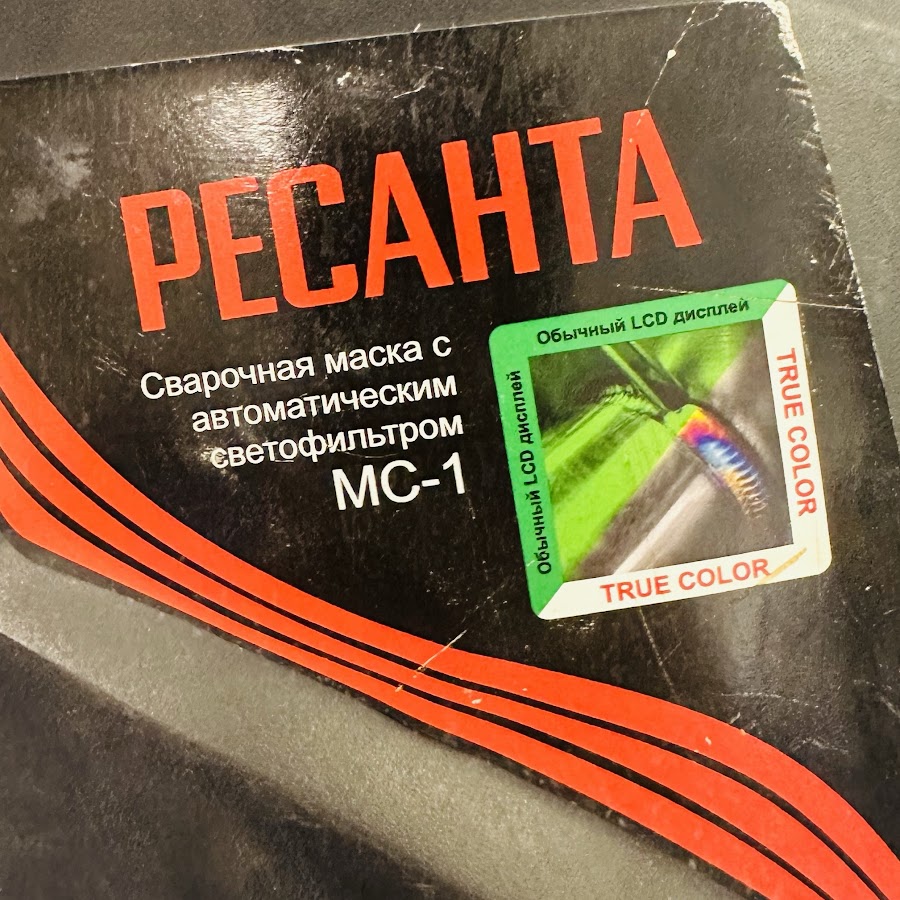 РЕСАНТА
Сварочная маска с
автоматическим
светофильтром
МС-1
Обычный LCD дисплей
Обычный LCD дисплей
TRUE COLOR
TRUE COLOR